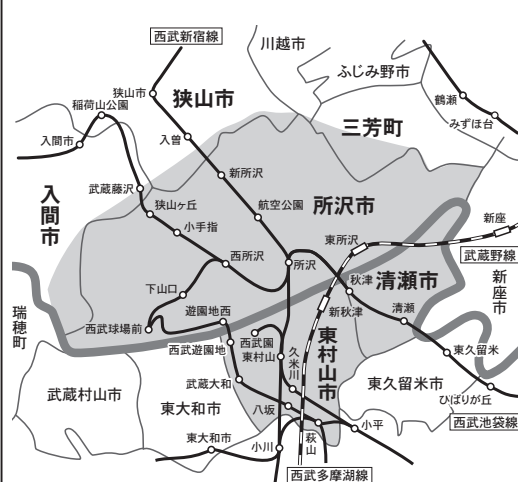 西武新宿線
川越市
ふじみ野市
狭山市
稲荷山公園
狭山市
鶴瀬
みずほ台
三芳町
入間市
入曽
新所沢
武蔵藤沢
入間市
狭山ヶ丘
航空公園
所沢市
小手指
東所沢
新座
西所沢
所沢
武蔵野線
秋津
清瀬市
下山口
新秋津
清瀬
新座市
瑞穂町
遊園地西
西武球場前
西武園
西武遊園地
東村山
久米川
東村山市
東久留米
武蔵大和
東久留米市
武蔵村山市
ひばりが丘
東大和市
八坂
西武池袋線
小平
東大和市
小川
萩山
西武多摩湖線